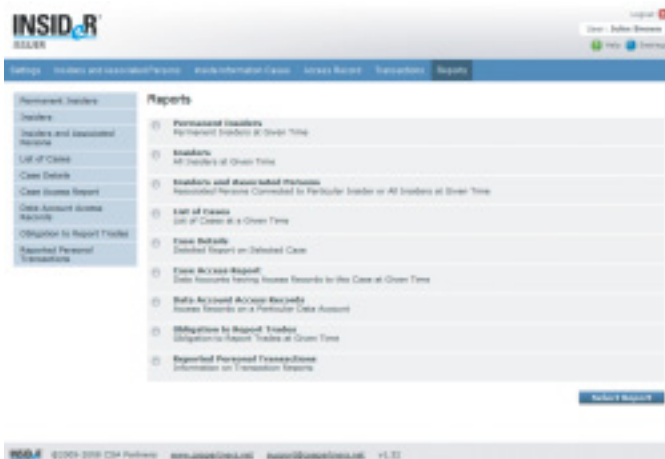 INSIDeR
ISSUER
Logout
User: John Brown
Help
Settings Insiders and Associated Persons Inside Information Cases Access Record Transactions Reports
Permanent Insiders
Insiders
Insiders and Associated
Persons
List of Cases
Case Details
Case Access Report
Data Account Access
Records
Obligation to Report Trades
Reported Personal
Transactions
Reports
Permanent Insiders
Permanent Insiders at Given Time
Insiders
All Insiders at Given Time
Insiders and Associated Persons
Associated Persons Connected to Particular Insider or All Insiders at Given Time
List of Cases
List of Cases at a Given Time
Case Details
Detailed Report on Selected Case
Case Access Report
Data Accounts having Access Records to this Case at Given Time
Data Account Access Records
Access Records on a Particular Data Account
Obligation to Report Trades
Obligation to Report Trades at Given Time
Reported Personal Transactions
Information on Transaction Reports
Select Report